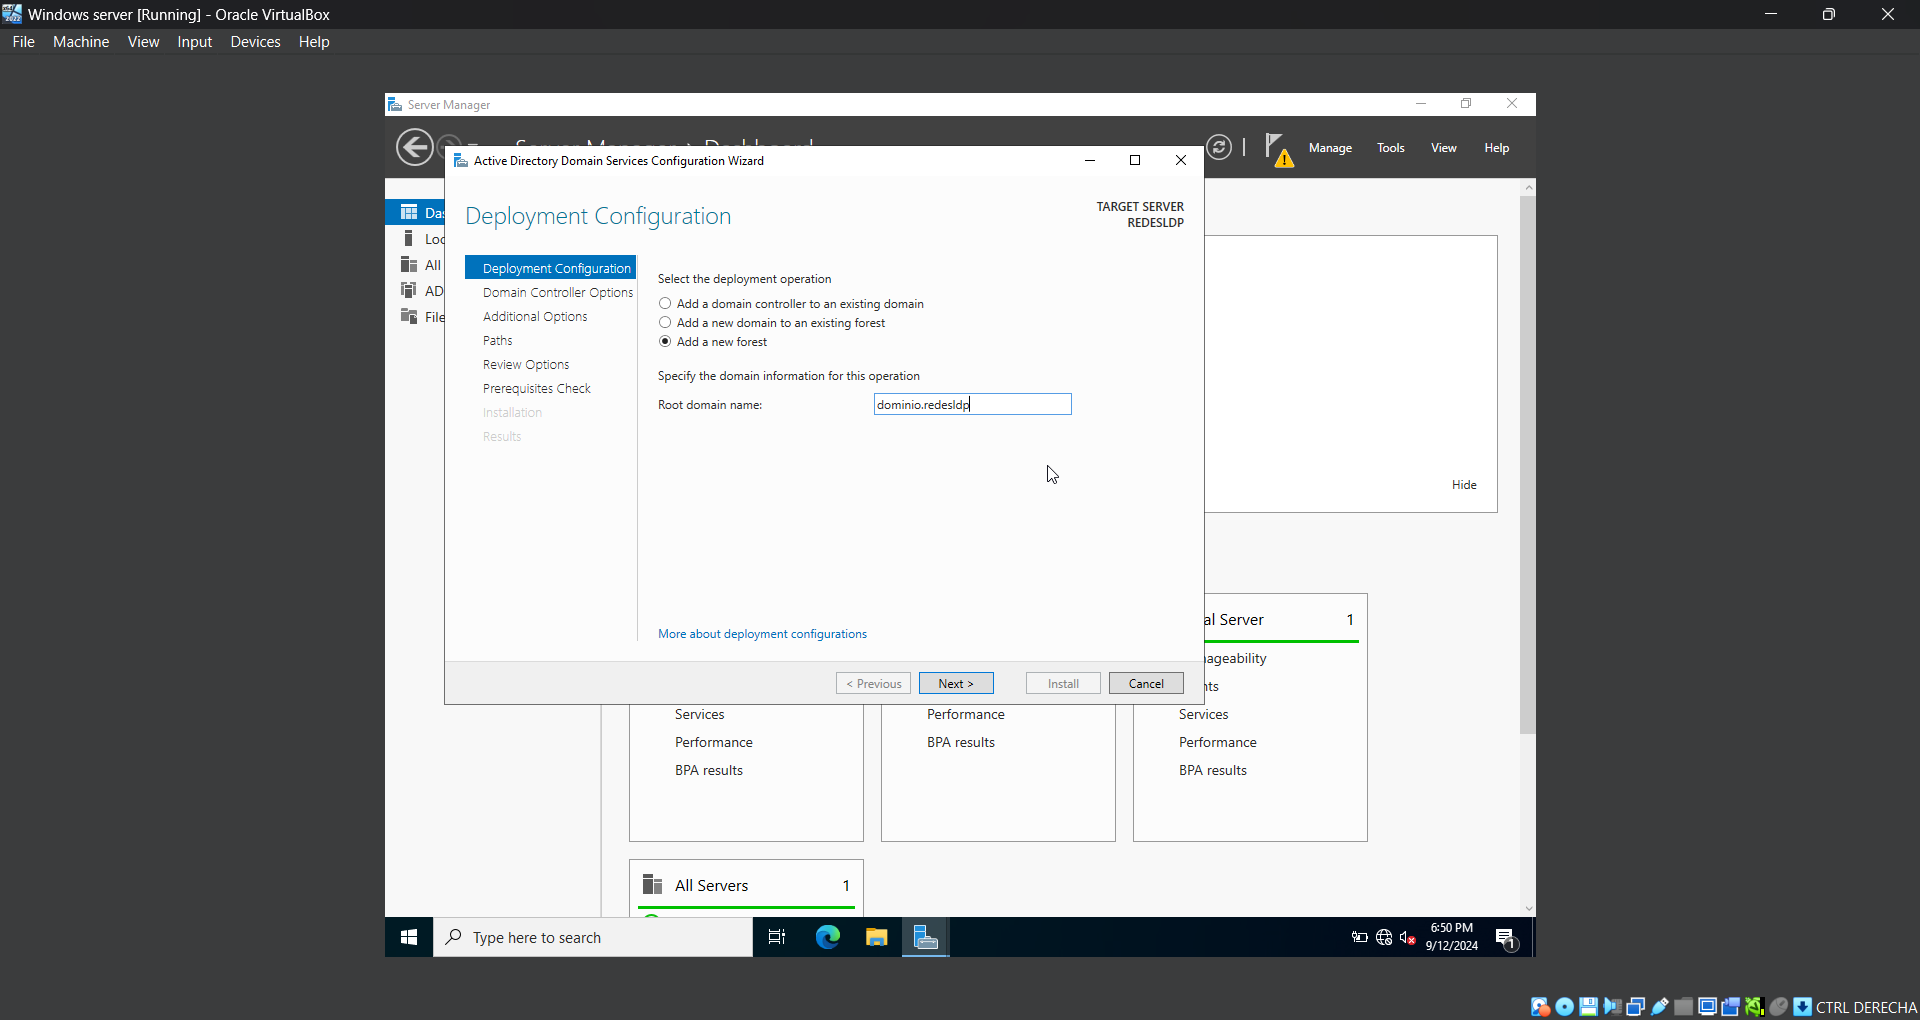 Windows server [Running] - Oracle VirtualBox
File Machine View Input Devices Help
Server Manager
Manage Tools View Help
Active Directory Domain Services Configuration Wizard
Deployment Configuration
TARGET SERVER
REDESLDP
Deployment Configuration
Domain Controller Options
Additional Options
Paths
Review Options
Prerequisites Check
Installation
Results
Select the deployment operation
Add a domain controller to an existing domain
Add a new domain to an existing forest
Add a new forest
Specify the domain information for this operation
Root domain name: dominio.redesldp
More about deployment configurations
< Previous Next > Install Cancel
All
AD
Hide
Server 1
Services
Performance
BPA results
Performance
BPA results
Services
Performance
BPA results
All Servers 1
Type here to search
6:50 PM
9/12/2024
1
CTRL DERECHA